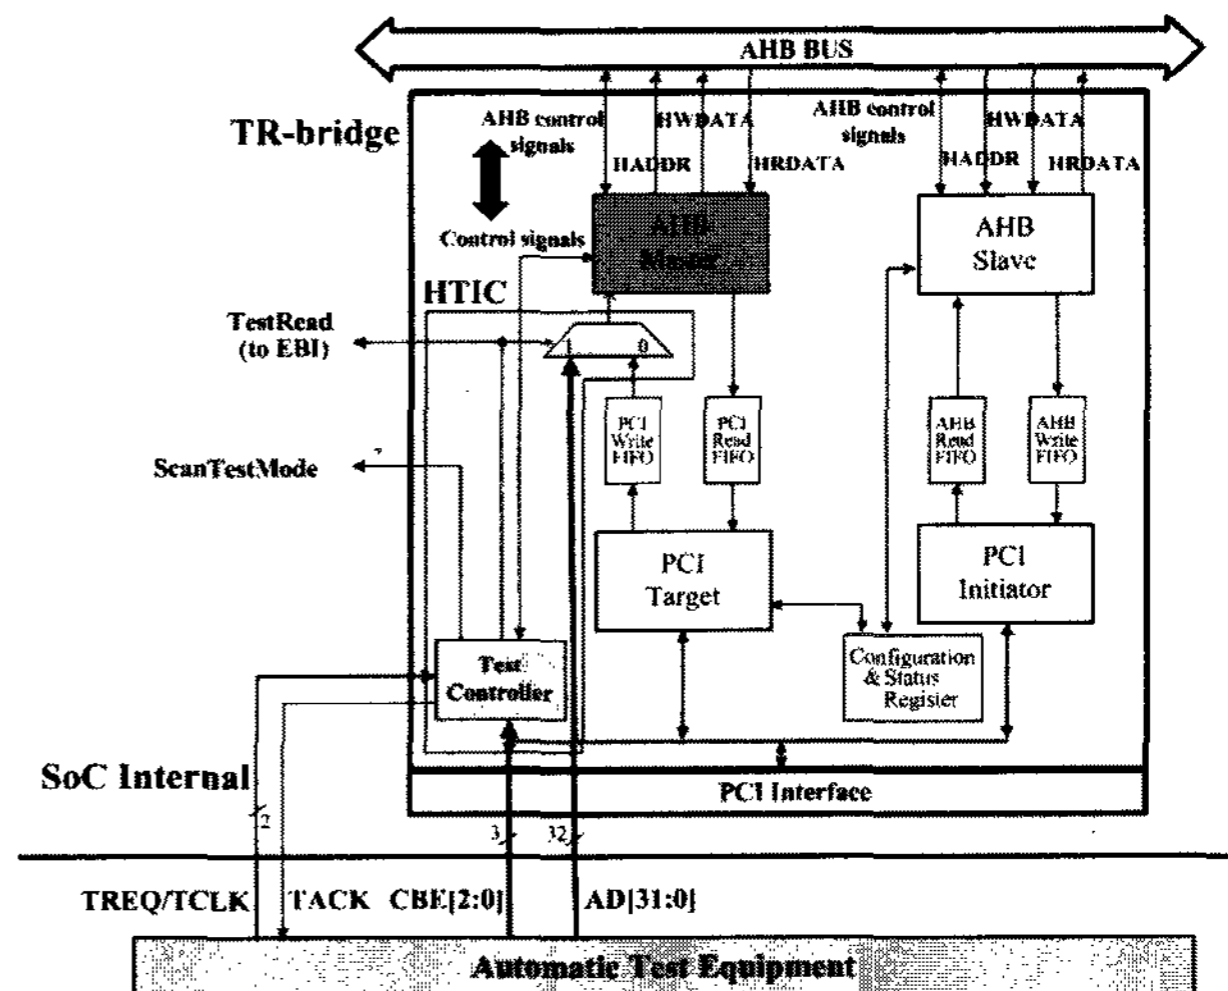 AHB BUS
TR-bridge
AHB control
signals
HWDATA
HADDR
HRDATA
AHB control
signals
HWDATA
HADDR
HRDATA
Control signals
AHB
Master
AHB
Slave
HTIC
TestRead
(to EBI)
1
0
PCI
Write
FIFO
PCI
Read
FIFO
AHB
Read
FIFO
AHB
Write
FIFO
ScanTestMode
PCI
Target
PCI
Initiator
Test
Controller
Configuration
& Status
Register
SoC Internal
PCI Interface
2
3
32
TREQ/TCLK
TACK
CBE[2:0]
AD[31:0]
Automatic Test Equipment